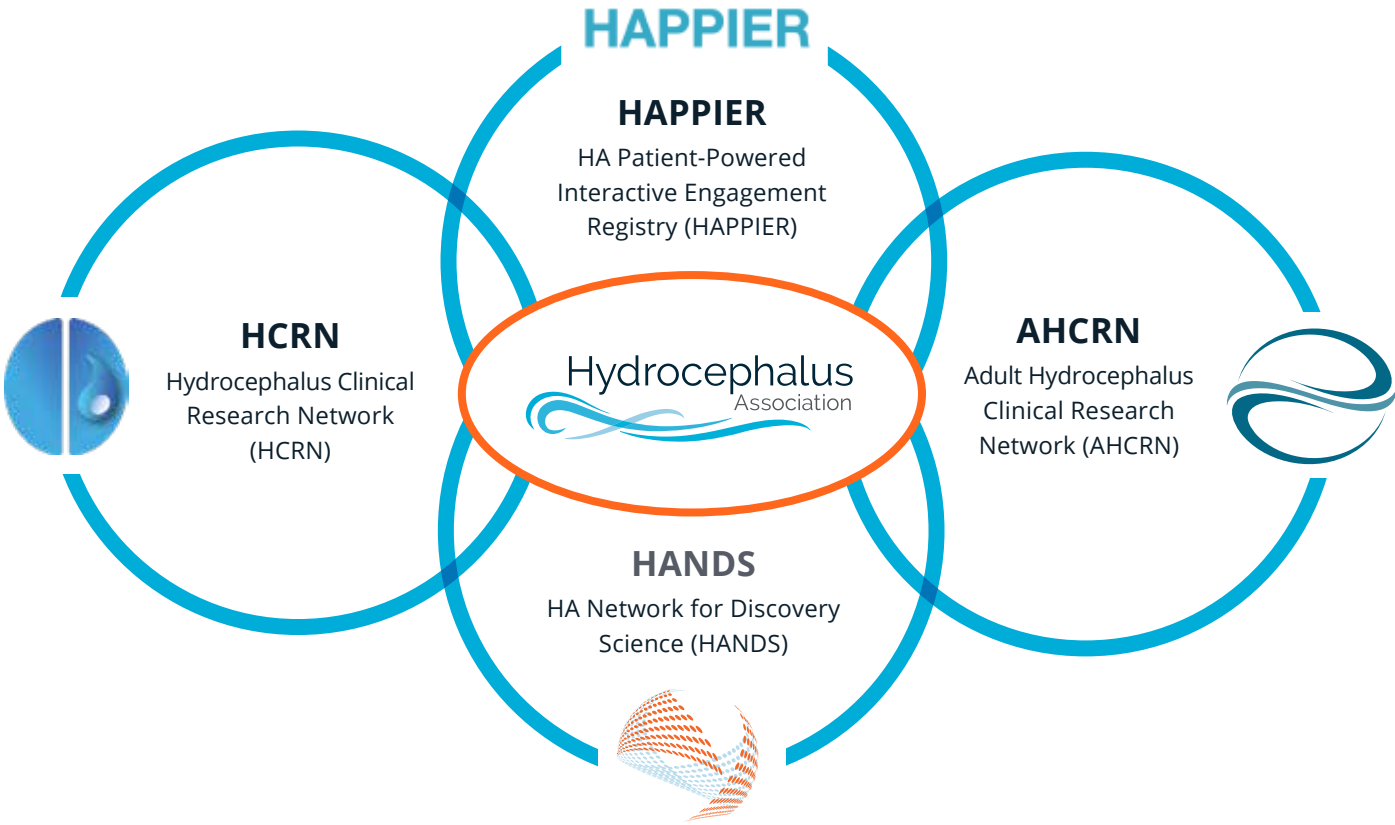 HAPPIER
HAPPIER
HA Patient-Powered
Interactive Engagement
Registry (HAPPIER)
HCRN
Hydrocephalus Clinical
Research Network
(HCRN)
Hydrocephalus
Association
AHCRN
Adult Hydrocephalus
Clinical Research
Network (AHCRN)
HANDS
HA Network for Discovery
Science (HANDS)